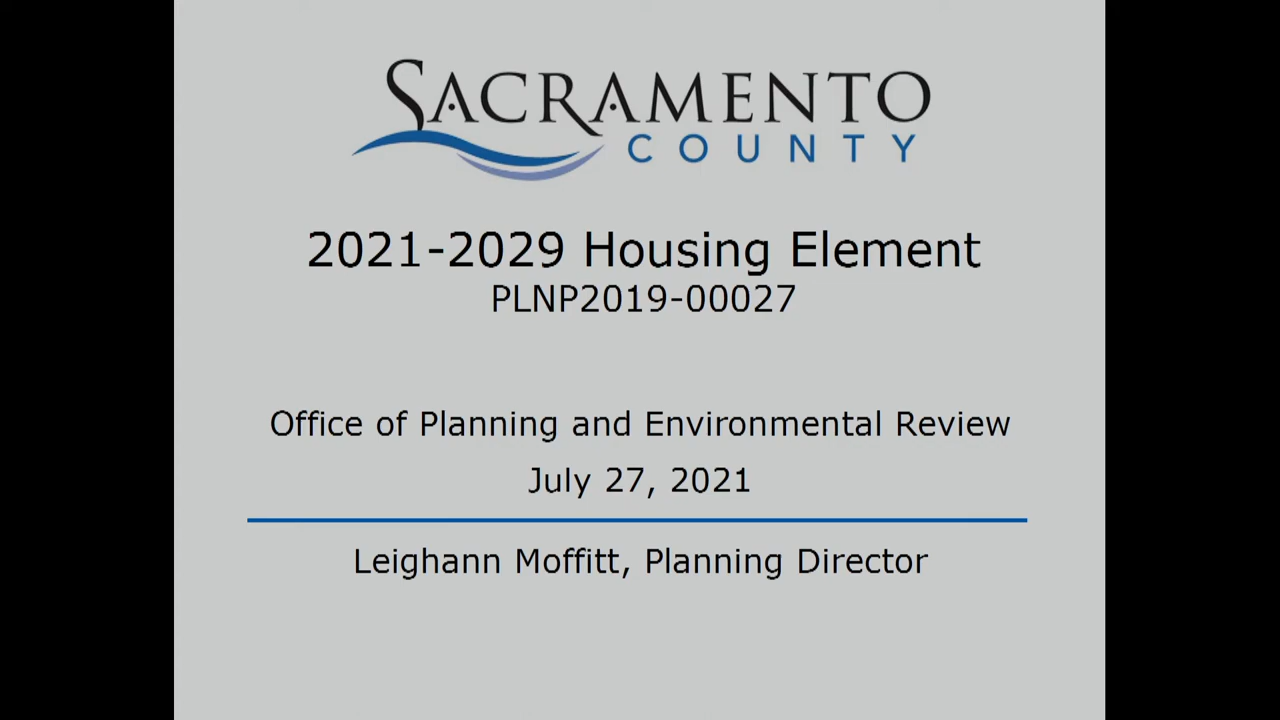 SACRAMENTO
COUNTY
2021-2029 Housing Element
PLNP2019-00027
Office of Planning and Environmental Review
July 27, 2021
Leighann Moffitt, Planning Director